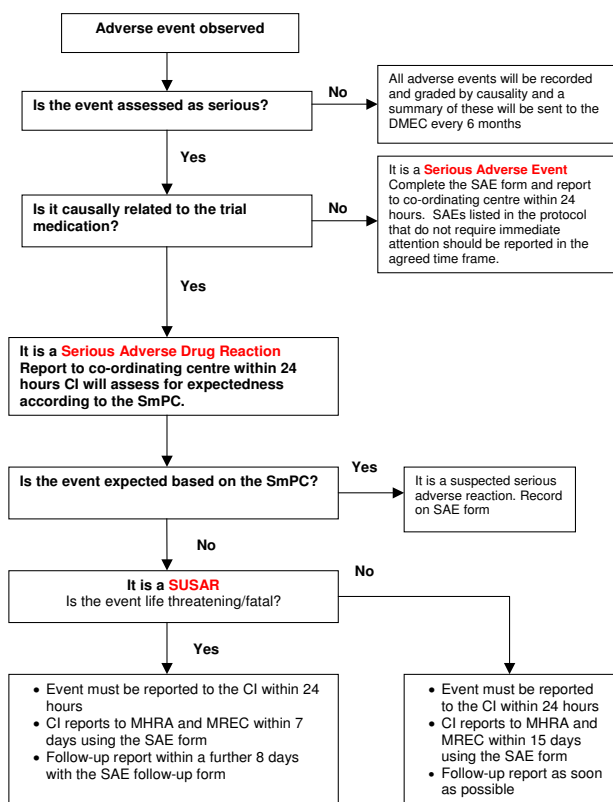 Adverse event observed
Is the event assessed as serious?
No
All adverse events will be recorded
and graded by causality and a
summary of these will be sent to the
DMEC every 6 months
Yes
Is it causally related to the trial
medication?
No
It is a Serious Adverse Event
Complete the SAE form and report
to co-ordinating centre within 24
hours. SAEs listed in the protocol
that do not require immediate
attention should be reported in the
agreed time frame.
Yes
It is a Serious Adverse Drug Reaction
Report to co-ordinating centre within 24
hours CI will assess for expectedness
according to the SmPC.
Is the event expected based on the SmPC?
Yes
It is a suspected serious
adverse reaction. Record
on SAE form
No
It is a SUSAR
Is the event life threatening/fatal?
No
Yes
• Event must be reported to the CI within 24
hours
• CI reports to MHRA and MREC within 7
days using the SAE form
• Follow-up report within a further 8 days
with the SAE follow-up form
• Event must be reported
to the CI within 24 hours
• CI reports to MHRA and
MREC within 15 days
using the SAE form
• Follow-up report as soon
as possible